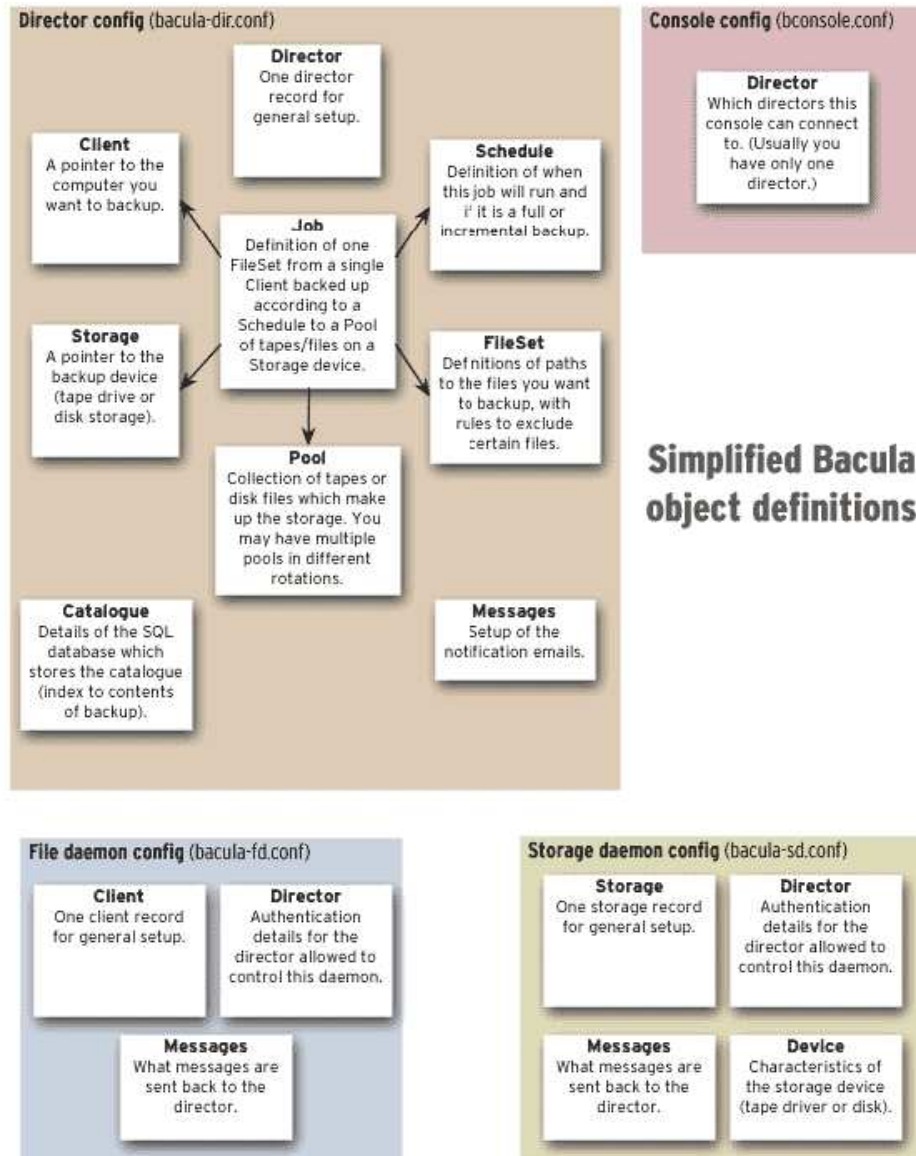 Director config (bacula-dir.conf)
Director
One director
record for
general setup.
Client
A pointer to the
computer you
want to backup.
Schedule
Definition of when
this job will run and
if it is a full or
incremental backup.
Job
Definition of one
FileSet from a single
Client backed up
according to a
Schedule to a Pool
of tapes/files on a
Storage device.
Storage
A pointer to the
backup device
(tape drive or
disk storage).
FileSet
Definitions of paths
to the files you want
to backup, with
rules to exclude
certain files.
Pool
Collection of tapes or
disk files which make
up the storage. You
may have multiple
pools in different
rotations.
Catalogue
Details of the SQL
database which
stores the catalogue
(index to contents
of backup).
Messages
Setup of the
notification emails.
Console config (bconsole.conf)
Director
Which directors this
console can connect
to. (Usually you
have only one
director.)
Simplified Bacula
object definitions
File daemon config (bacula-fd.conf)
Client
One client record
for general setup.
Director
Authentication
details for the
director allowed to
control this daemon.
Messages
What messages are
sent back to the
director.
Storage daemon config (bacula-sd.conf)
Storage
One storage record
for general setup.
Director
Authentication
details for the
director allowed to
control this daemon.
Messages
What messages are
sent back to the
director.
Device
Characteristics of
the storage device
(tape driver or disk).